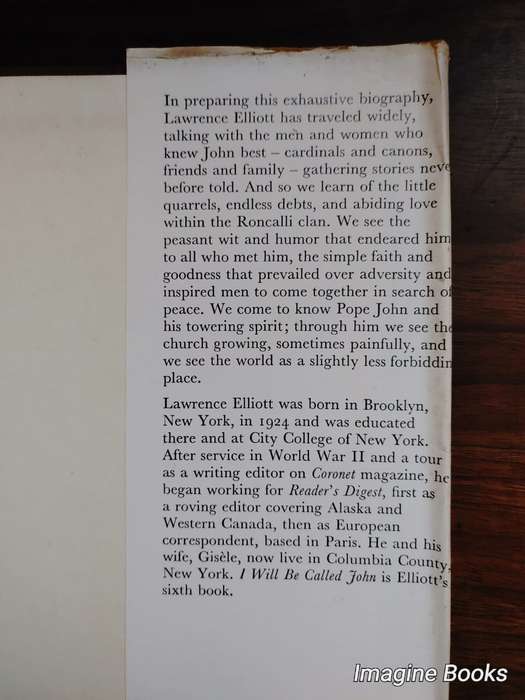 In preparing this exhaustive biography,
Lawrence Elliott has traveled widely,
talking with the men and women who
knew John best – cardinals and canons,
friends and family – gathering stories neve
before told. And so we learn of the little
quarrels, endless debts, and abiding love
within the Roncalli clan. We see the
peasant wit and humor that endeared him
to all who met him, the simple faith and
goodness that prevailed over adversity and
inspired men to come together in search of
peace. We come to know Pope John and
his towering spirit; through him we see the
church growing, sometimes painfully, and
we see the world as a slightly less forbiddin
place.
Lawrence Elliott was born in Brooklyn,
New York, in 1924 and was educated
there and at City College of New York.
After service in World War II and a tour
as a writing editor on Coronet magazine, he
began working for Reader's Digest, first as
a roving editor covering Alaska and
Western Canada, then as European
correspondent, based in Paris. He and his
wife, Gisèle, now live in Columbia County,
New York. I Will Be Called John is Elliott's
sixth book.
Imagine Books